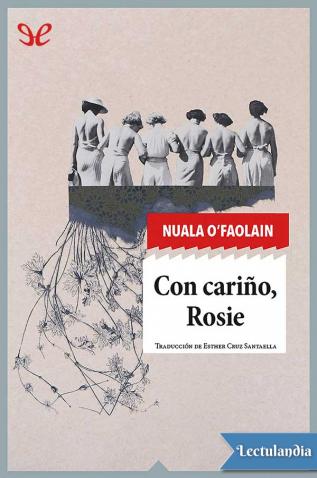 NUALA O'FAOLAIN
Con cariño,
Rosie
TRADUCCIÓN DE ESTHER CRUZ SANTAELLA
Lectulandia